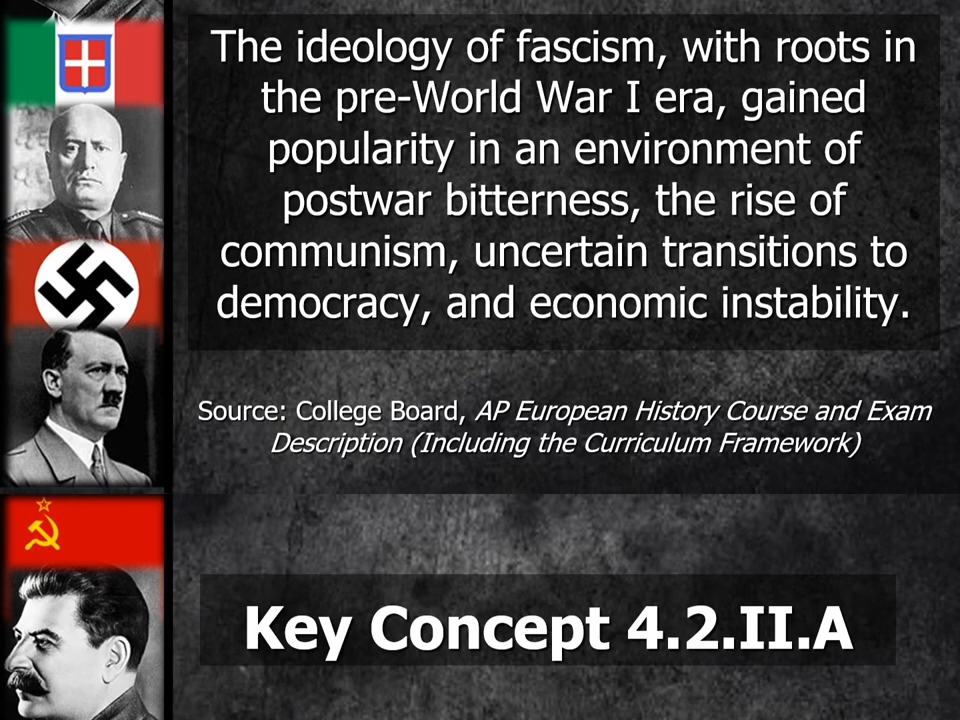 The ideology of fascism, with roots in
the pre-World War I era, gained
popularity in an environment of
postwar bitterness, the rise of
communism, uncertain transitions to
democracy, and economic instability.
Source: College Board, AP European History Course and Exam
Description (Including the Curriculum Framework)
Key Concept 4.2.II.A